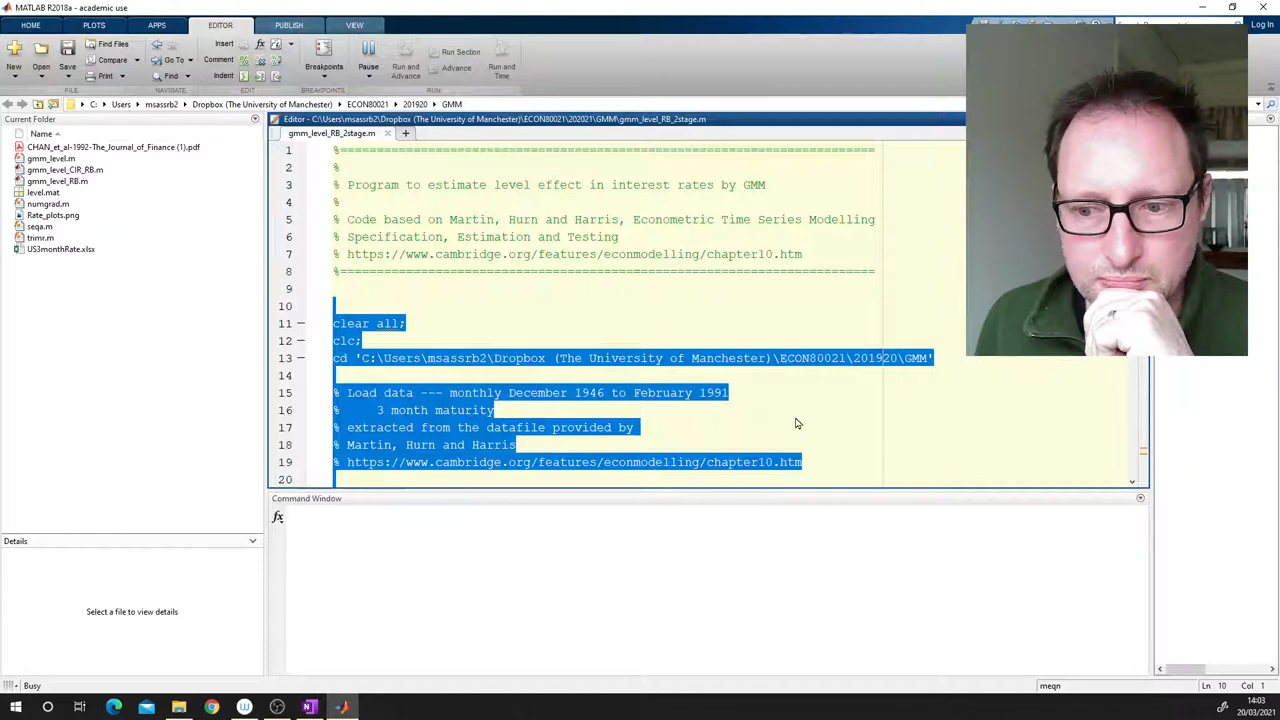 MATLAB R2018a - academic use
HOME
PLOTS
APPS
EDITOR
PUBLISH
VIEW
Log In
New
Open
Save
Find Files
Compare
Print
FILE
Go To
Find
NAVIGATE
Insert
Comment
Indent
EDIT
Breakpoints
BREAKPOINTS
Pause
Run and
Advance
Run Section
Advance
Run and
Time
RUN
C: Users msassrb2 Dropbox (The University of Manchester) ECON80021 201920 GMM
Current Folder
Name
CHAN_et_al-1992-The_Journal_of_Finance (1).pdf
gmm_level.m
gmm_level_CIR_RB.m
gmm_level_RB.m
level.mat
numgrad.m
Rate_plots.png
seqa.m
trimr.m
US3monthRate.xlsx
Details
Select a file to view details
Editor - C:\Users\msassrb2\Dropbox (The University of Manchester)\ECON80021\202021\GMM\gmm_level_RB_2stage.m
gmm_level_RB_2stage.m
1 %=========================================================================
2 %
3 % Program to estimate level effect in interest rates by GMM
4 %
5 % Code based on Martin, Hurn and Harris, Econometric Time Series Modelling
6 % Specification, Estimation and Testing
7 % https://www.cambridge.org/features/econmodelling/chapter10.htm
8 %=========================================================================
9
10
11 clear all;
12 clc;
13 cd 'C:\Users\msassrb2\Dropbox (The University of Manchester)\ECON80021\201920\GMM'
14
15 % Load data --- monthly December 1946 to February 1991
16 % 3 month maturity
17 % extracted from the datafile provided by
18 % Martin, Hurn and Harris
19 % https://www.cambridge.org/features/econmodelling/chapter10.htm
20
Command Window
fx
Busy
meqn
Ln 10 Col 1
14:03
20/03/2021